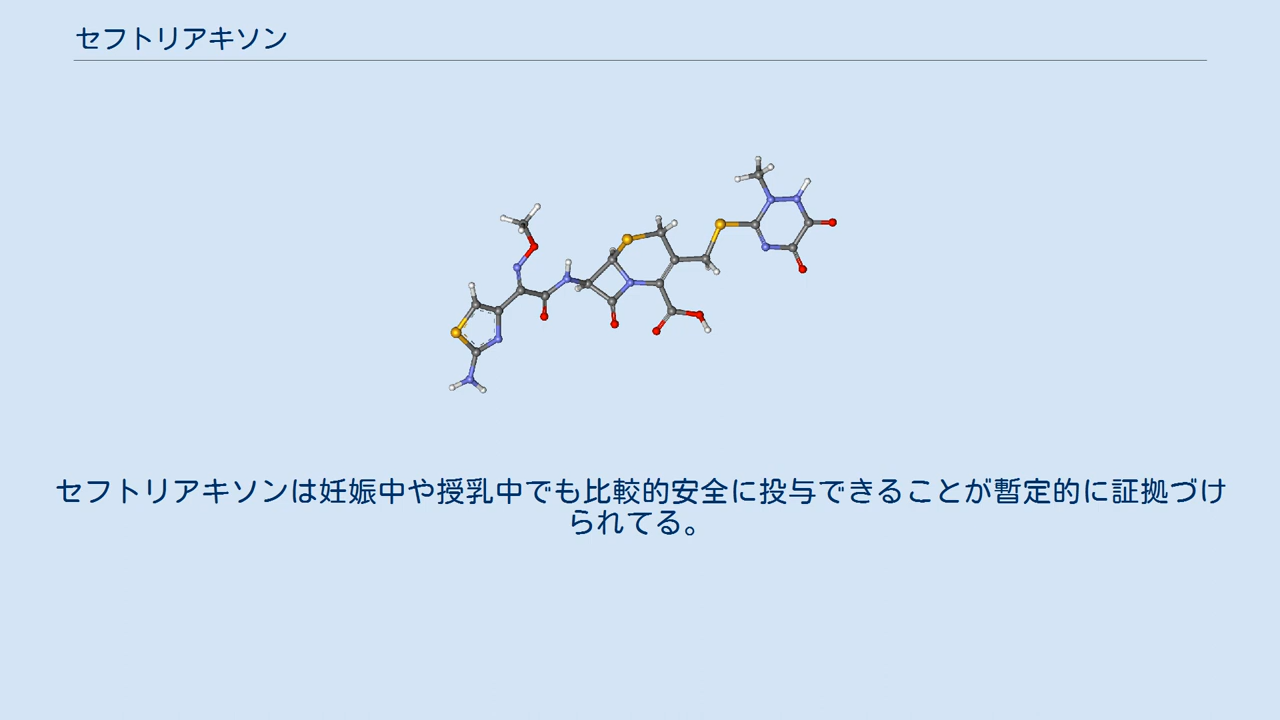 セフトリアキソン
セフトリアキソンは妊娠中や授乳中でも比較的安全に投与できることが暫定的に証拠づけ
られてる。